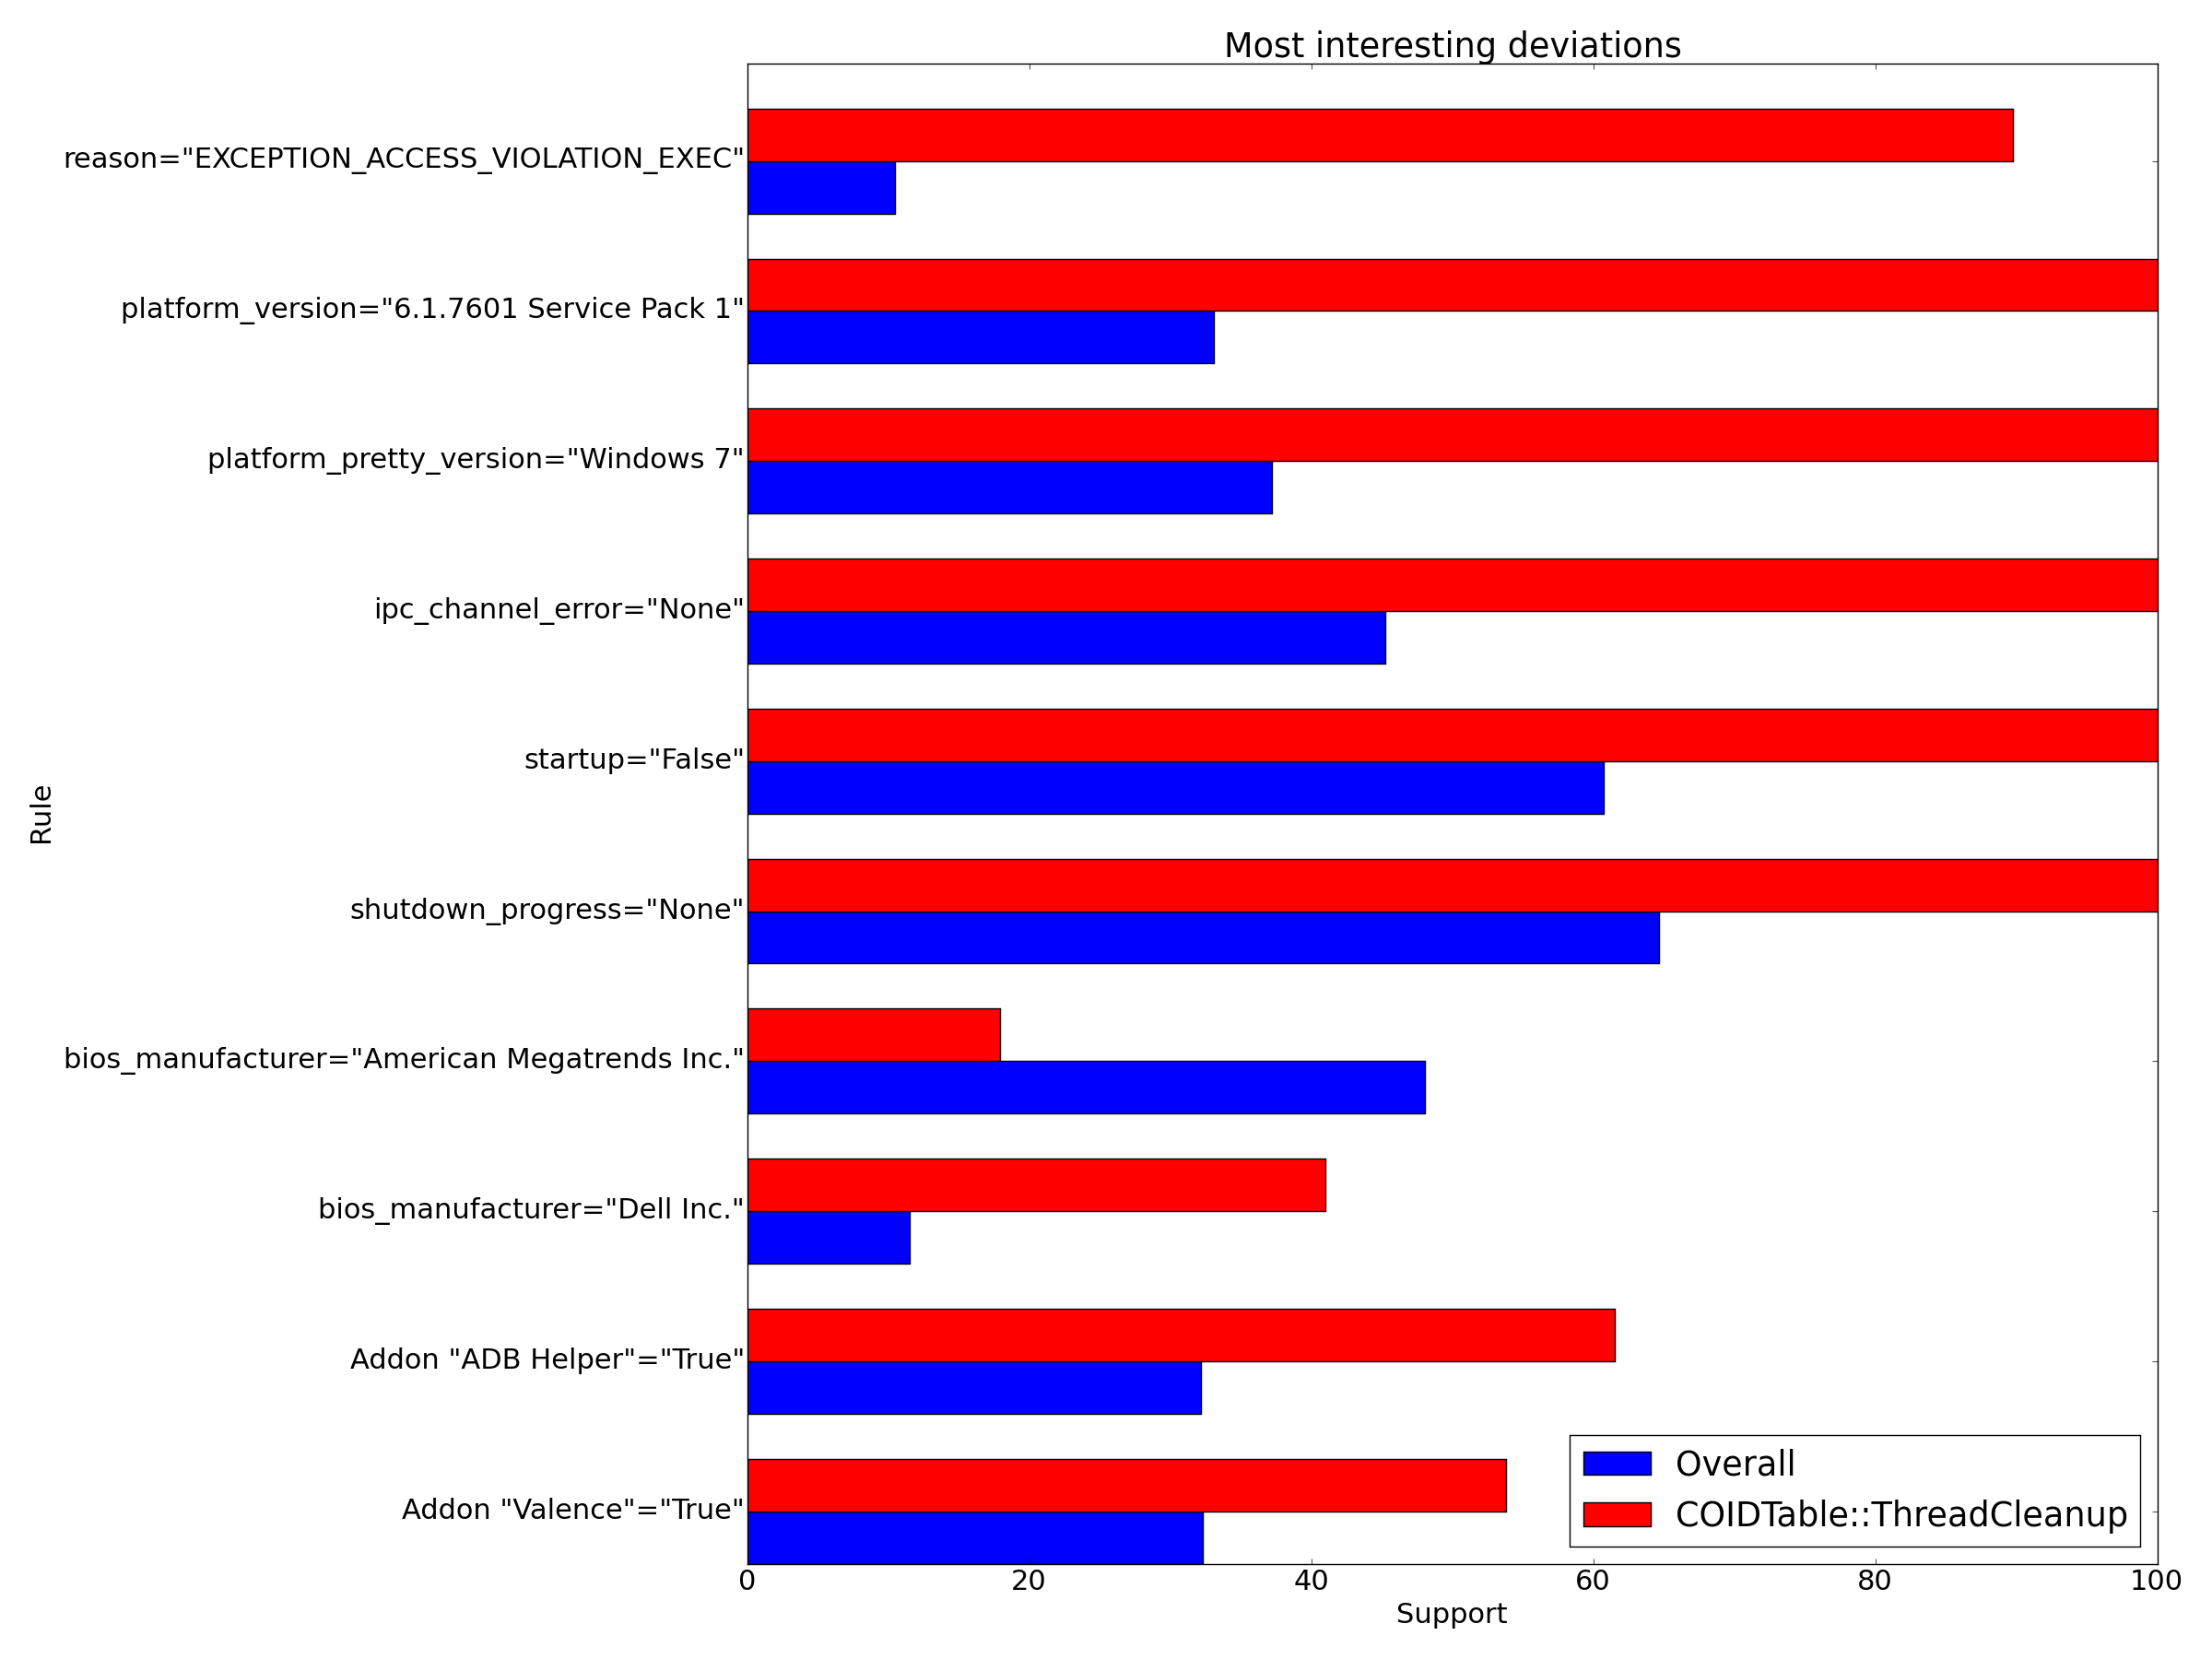 Most interesting deviations
reason="EXCEPTION_ACCESS_VIOLATION_EXEC"
platform_version="6.1.7601 Service Pack 1"
platform_pretty_version="Windows 7"
ipc_channel_error="None"
startup="False"
Rule
shutdown_progress="None"
bios_manufacturer="American Megatrends Inc."
bios_manufacturer="Dell Inc."
Addon "ADB Helper"="True"
Addon "Valence"="True"
Overall
COIDTable::ThreadCleanup
0 20 40 60 80 100
Support